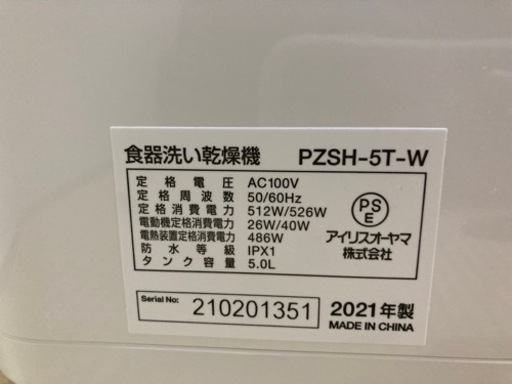 食器洗い乾燥機 PZSH-5T-W
定格電圧 AC100V
定格周波数 50/60Hz
定格消費電力 512W/526W
電動機定格消費電力 26W/40W
電熱装置定格消費電力 486W
防水等級 IPX1
タンク容量 5.0L
PS
E
アイリスオーヤマ
株式会社
Serial No: 210201351
2021年製
MADE IN CHINA